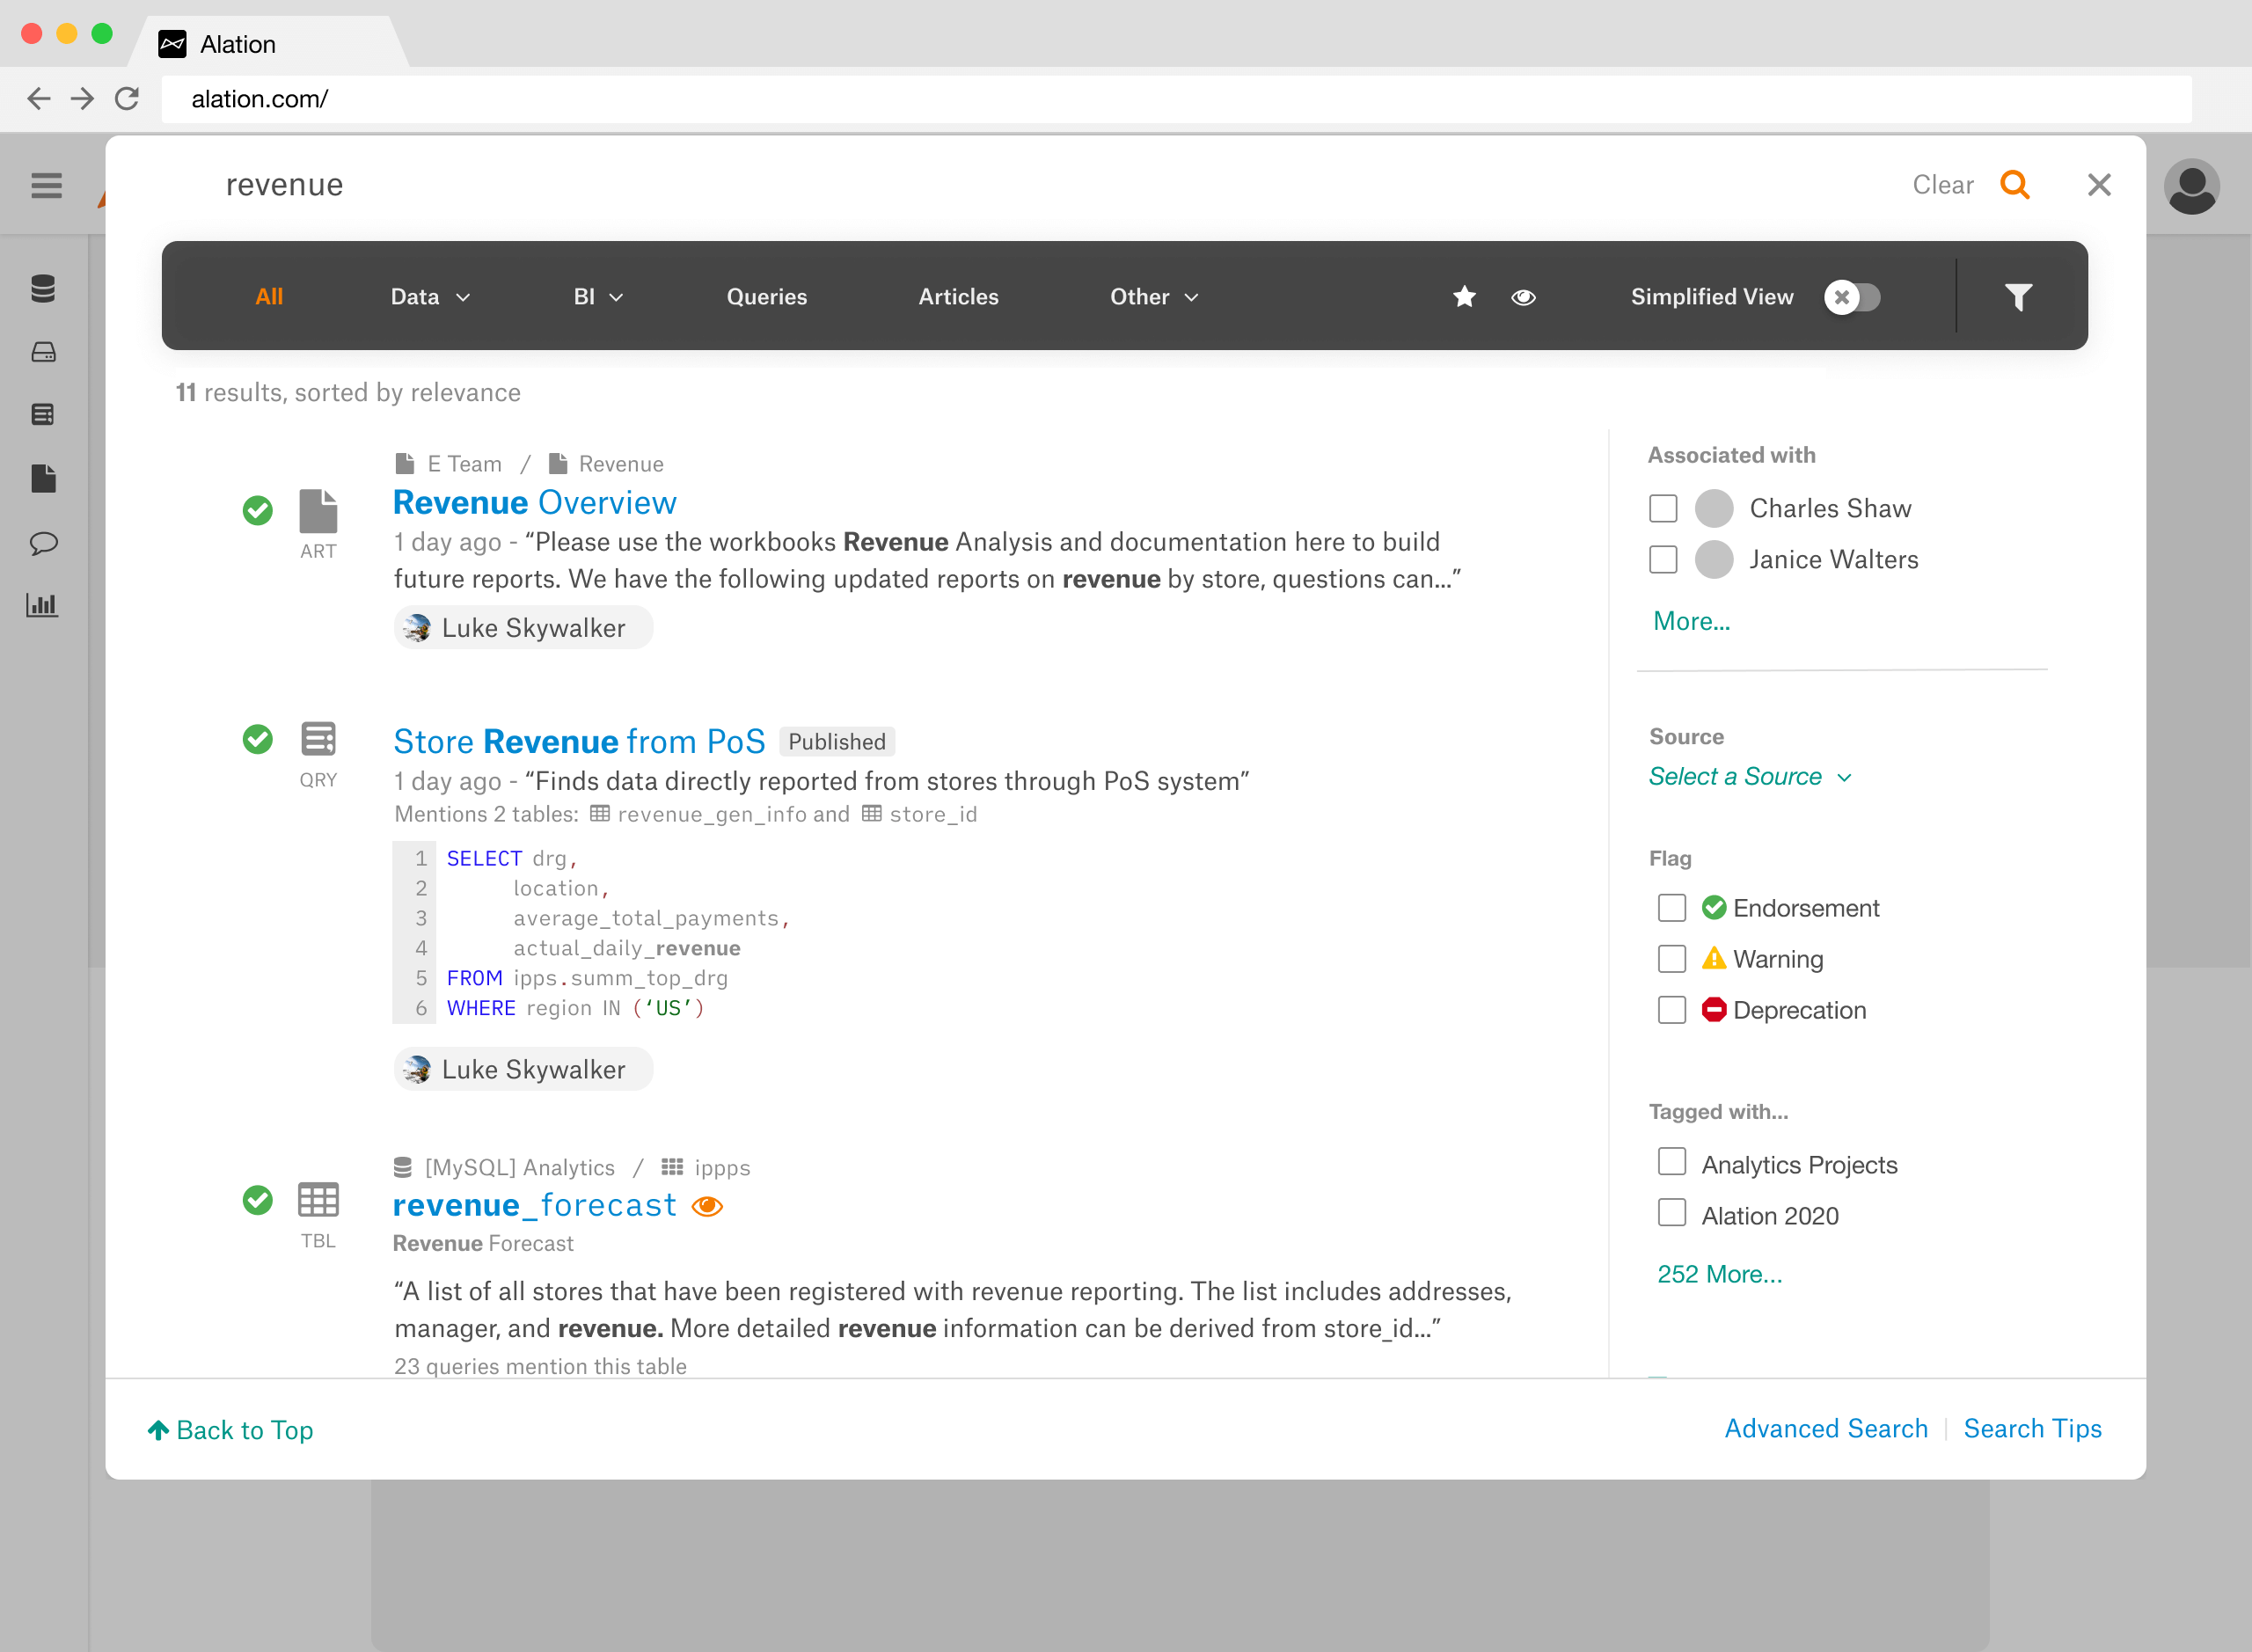 Alation
alation.com/
revenue
Clear
All Data BI Queries Articles Other Simplified View
11 results, sorted by relevance
E Team / Revenue
Revenue Overview
ART
1 day ago - “Please use the workbooks Revenue Analysis and documentation here to build
future reports. We have the following updated reports on revenue by store, questions can...”
Luke Skywalker
Store Revenue from PoS Published
QRY
1 day ago - “Finds data directly reported from stores through PoS system”
Mentions 2 tables: revenue_gen_info and store_id
1 SELECT drg,
2 location,
3 average_total_payments,
4 actual_daily_revenue
5 FROM ipps.summ_top_drg
6 WHERE region IN (‘US’)
Luke Skywalker
[MySQL] Analytics / ippps
revenue_forecast
TBL
Revenue Forecast
“A list of all stores that have been registered with revenue reporting. The list includes addresses,
manager, and revenue. More detailed revenue information can be derived from store_id...”
23 queries mention this table
Associated with
Charles Shaw
Janice Walters
More...
Source
Select a Source
Flag
Endorsement
Warning
Deprecation
Tagged with...
Analytics Projects
Alation 2020
252 More...
Back to Top
Advanced Search | Search Tips